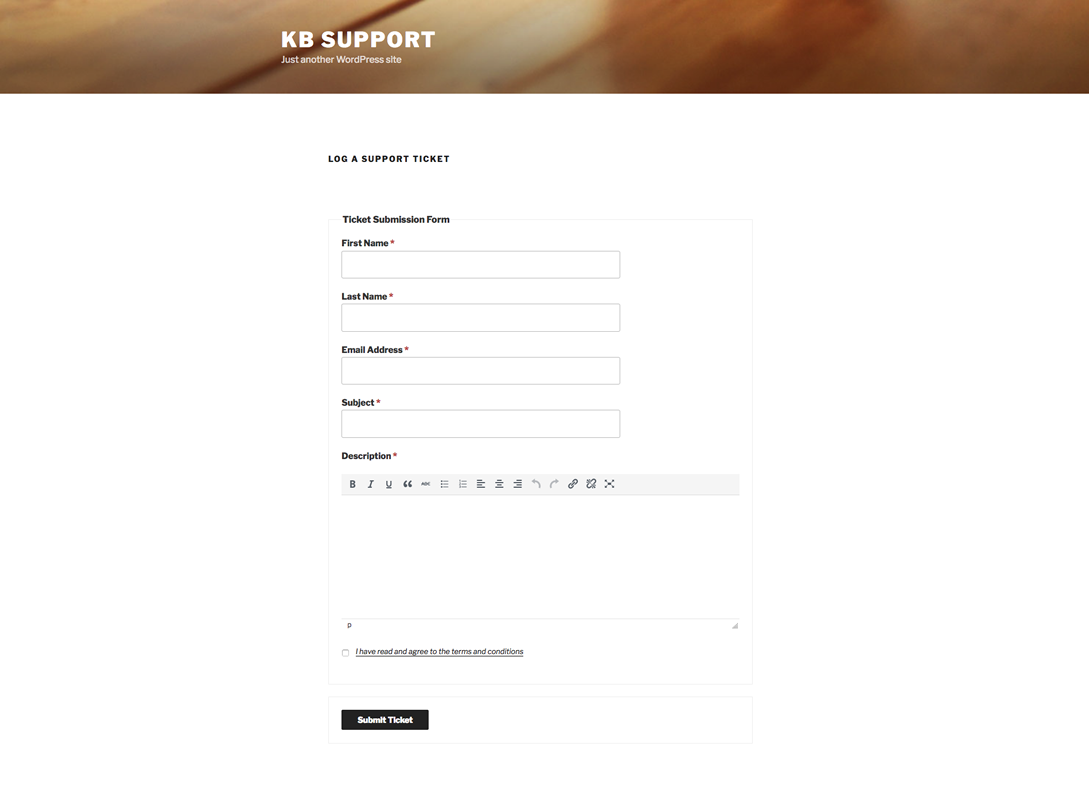 KB SUPPORT
Just another WordPress site
LOG A SUPPORT TICKET
Ticket Submission Form
First Name *
Last Name *
Email Address *
Subject *
Description *
B I U ABC
P
I have read and agree to the terms and conditions
Submit Ticket